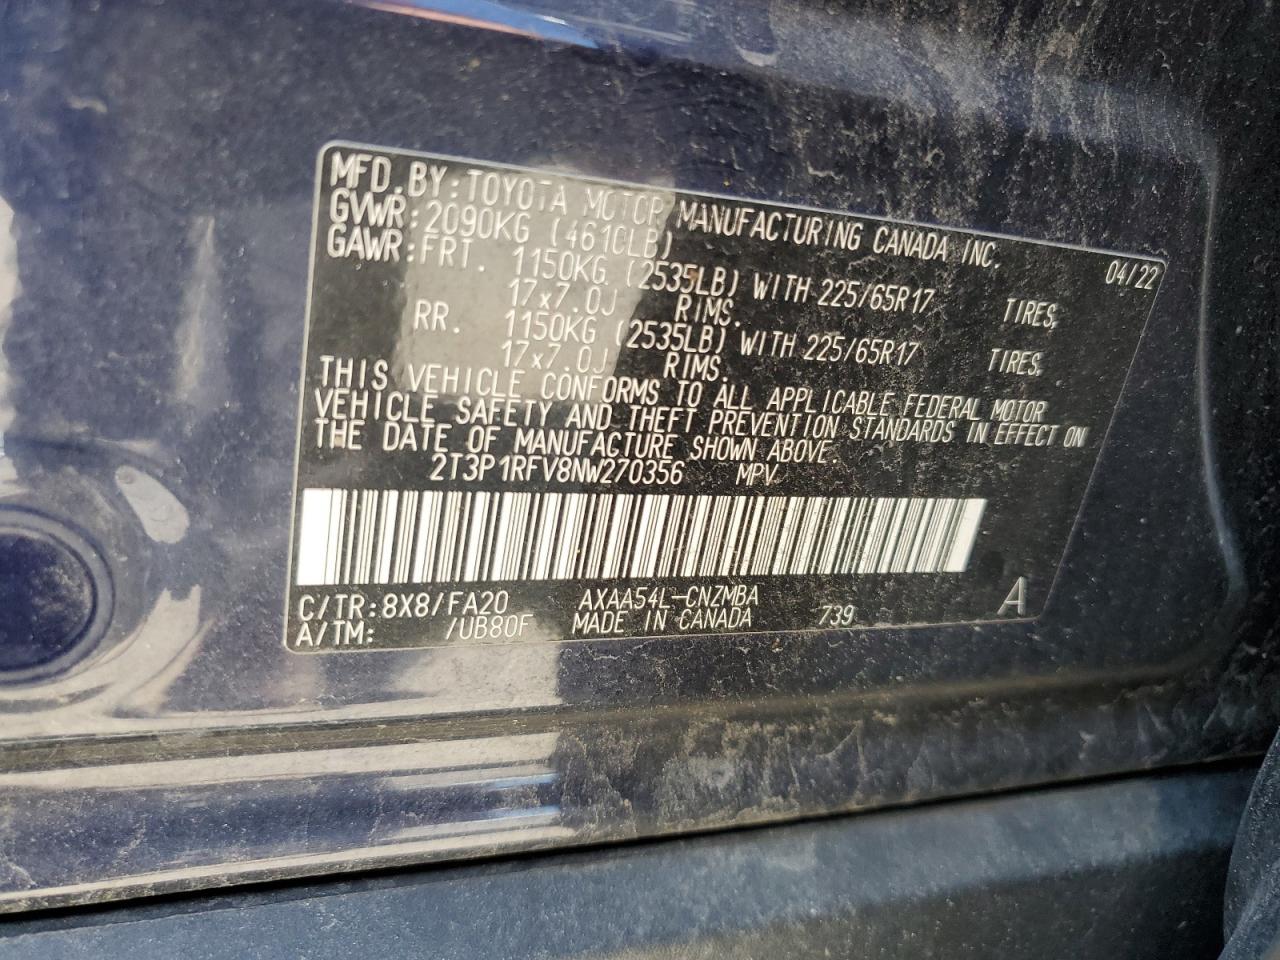 MFD.BY:TOYOTA MOTOR MANUFACTURING CANADA INC.
GVWR:2090KG (4610LB) 04/22
GAWR:FRT. 1150KG (2535LB) WITH 225/65R17 TIRES,
17x7.0J RIMS.
RR. 1150KG (2535LB) WITH 225/65R17 TIRES,
17x7.0J RIMS.
THIS VEHICLE CONFORMS TO ALL APPLICABLE FEDERAL MOTOR
VEHICLE SAFETY AND THEFT PREVENTION STANDARDS IN EFFECT ON
THE DATE OF MANUFACTURE SHOWN ABOVE.
2T3P1RFV8NW270356 MPV
C/TR:8X8/FA20 AXAA54L-CNZMBA A
A/TM: /UB80F MADE IN CANADA 739